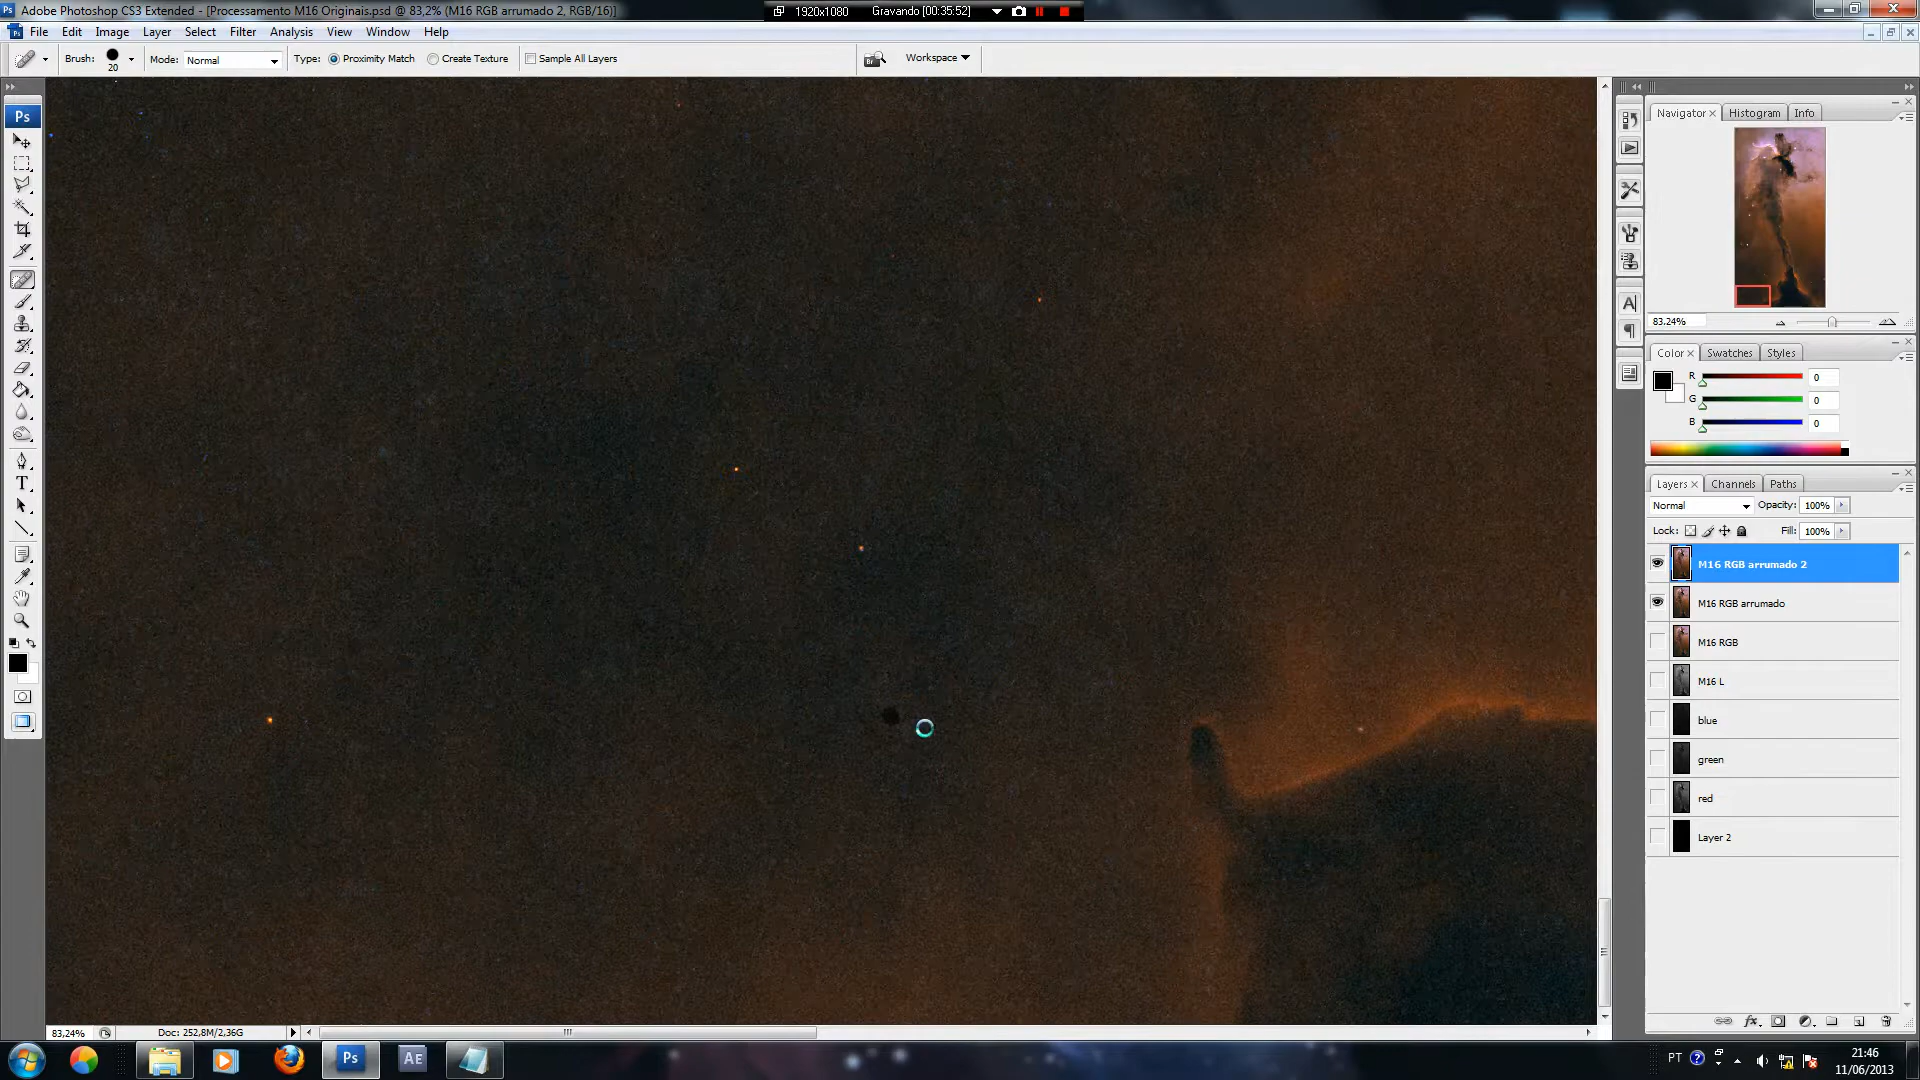 Ps Adobe Photoshop CS3 Extended - [Processamento M16 Originais.psd @ 83,2% (M16 RGB arrumado 2, RGB/16)]
1920x1080 Gravando [00:35:52]
File Edit Image Layer Select Filter Analysis View Window Help
Brush: 20 Mode: Normal Type: Proximity Match Create Texture Sample All Layers Workspace
Ps
Navigator Histogram Info
83.24%
Color Swatches Styles
R 0
G 0
B 0
Layers Channels Paths
Normal Opacity: 100%
Lock: Fill: 100%
M16 RGB arrumado 2
M16 RGB arrumado
M16 RGB
M16 L
blue
green
red
Layer 2
83,24% Doc: 252,8M/2,36G
Ps AE PT 21:46
11/06/2013